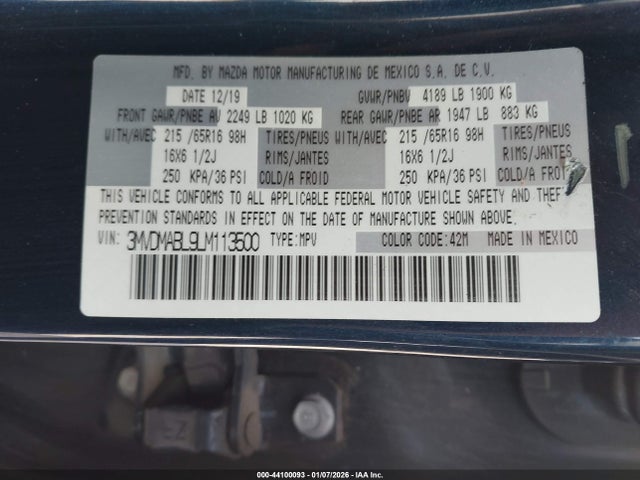 MFD. BY MAZDA MOTOR MANUFACTURING DE MEXICO S.A. DE C.V.
DATE 12/19 GVWR/PNBV 4189 LB 1900 KG
FRONT GAWR/PNBE AV 2249 LB 1020 KG REAR GAWR/PNBE AR 1947 LB 883 KG
WITH/AVEC 215 /65R16 98H TIRES/PNEUS WITH/AVEC 215 /65R16 98H TIRES/PNEUS
16X6 1/2J RIMS/JANTES 16X6 1/2J RIMS/JANTES
250 KPA/36 PSI COLD/A FROID 250 KPA/36 PSI COLD/A FROID
THIS VEHICLE CONFORMS TO ALL APPLICABLE FEDERAL MOTOR VEHICLE SAFETY AND THEFT
PREVENTION STANDARDS IN EFFECT ON THE DATE OF MANUFACTURE SHOWN ABOVE.
VIN: 3MVDMABL9LM113500 TYPE:MPV COLOR CODE:42M MADE IN MEXICO
000-44100093 - 01/07/2026 - IAA Inc.